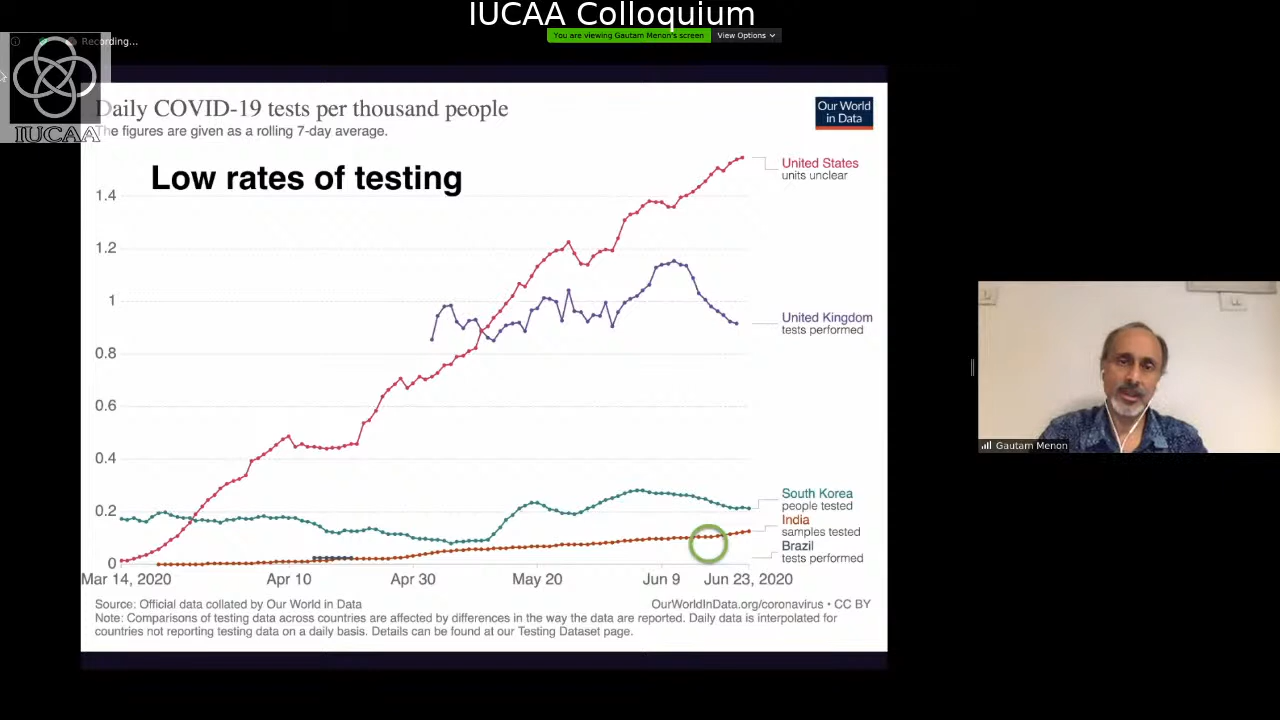 IUCAA Colloquium
You are viewing Gautam Menon's screen
View Options
Recording...
IUCAA
Daily COVID-19 tests per thousand people
The figures are given as a rolling 7-day average.
Our World
in Data
Low rates of testing
United States
units unclear
1.4
1.2
1
United Kingdom
tests performed
0.8
0.6
0.4
0.2
0
South Korea
people tested
India
samples tested
Brazil
tests performed
Mar 14, 2020
Apr 10
Apr 30
May 20
Jun 9
Jun 23, 2020
Source: Official data collated by Our World in Data
OurWorldInData.org/coronavirus • CC BY
Note: Comparisons of testing data across countries are affected by differences in the way the data are reported. Daily data is interpolated for
countries not reporting testing data on a daily basis. Details can be found at our Testing Dataset page.
Gautam Menon